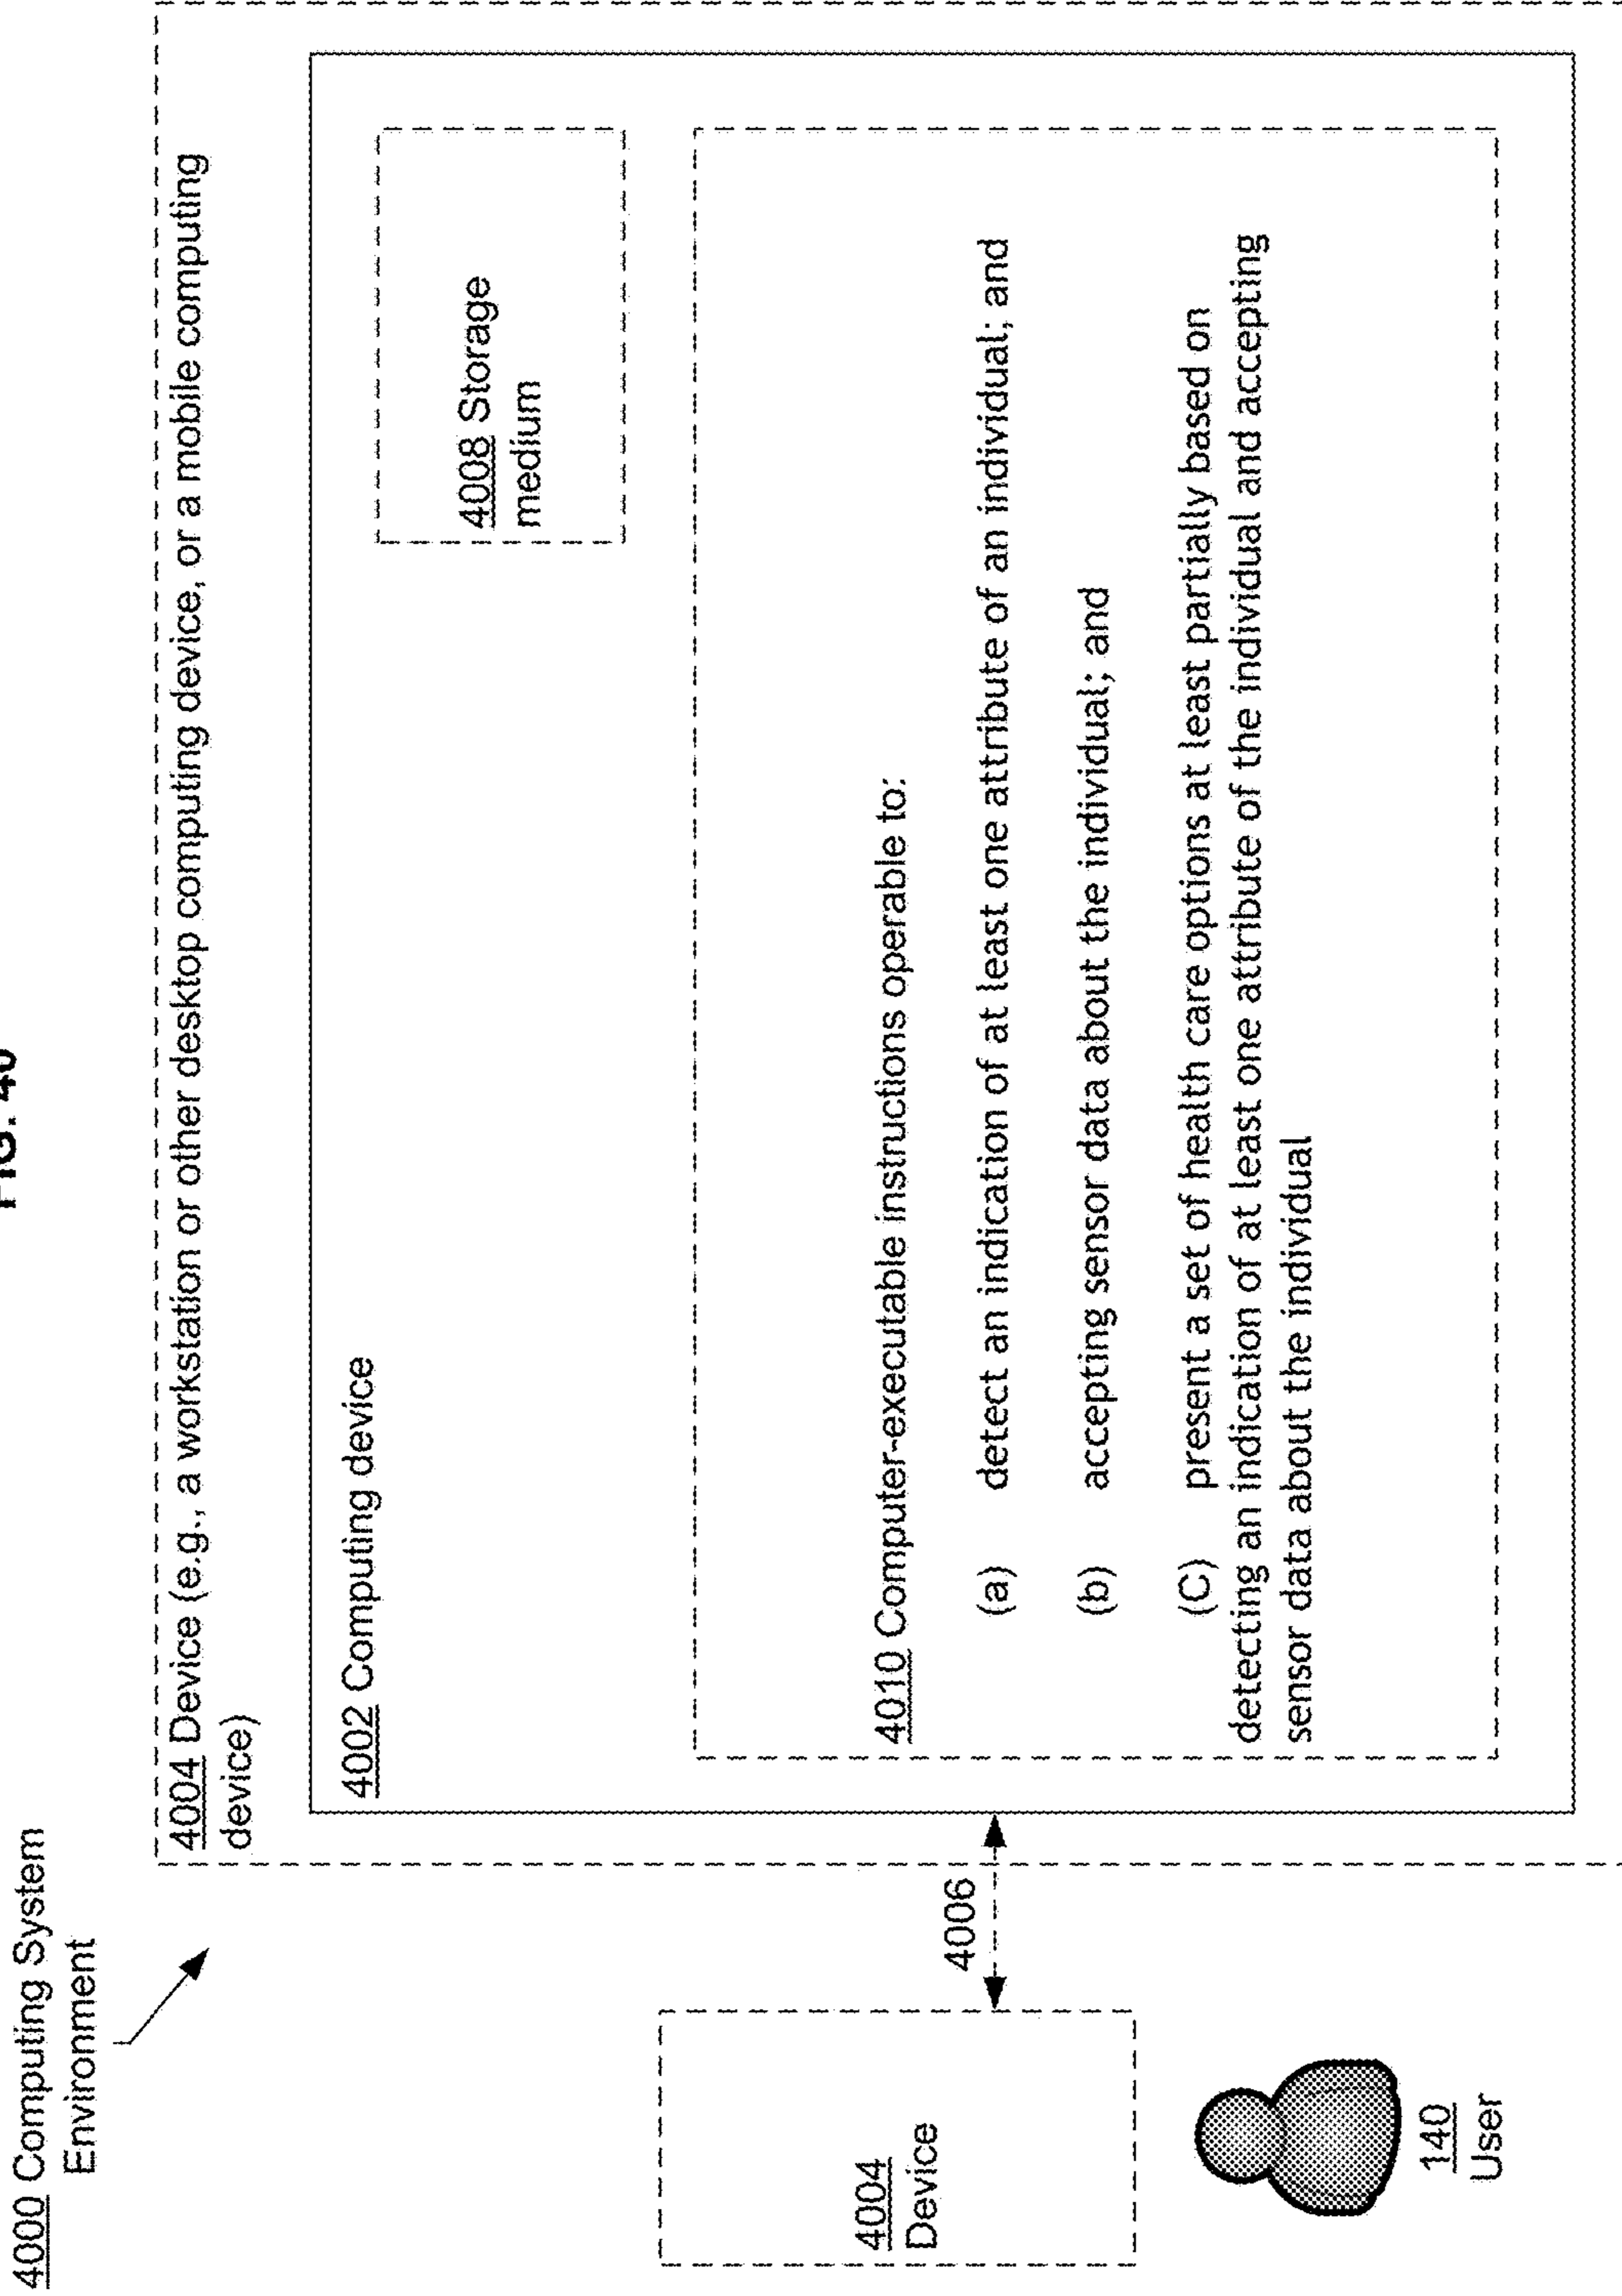 FIG. 40
4000 Computing System
Environment
4004 Device (e.g., a workstation or other desktop computing device, or a mobile computing
device)
4002 Computing device
4008 Storage
medium
4010 Computer-executable instructions operable to:
(a) detect an indication of at least one attribute of an individual; and
(b) accepting sensor data about the individual; and
(C) present a set of health care options at least partially based on
detecting an indication of at least one attribute of the individual and accepting
sensor data about the individual
4006
4004
Device
140
User